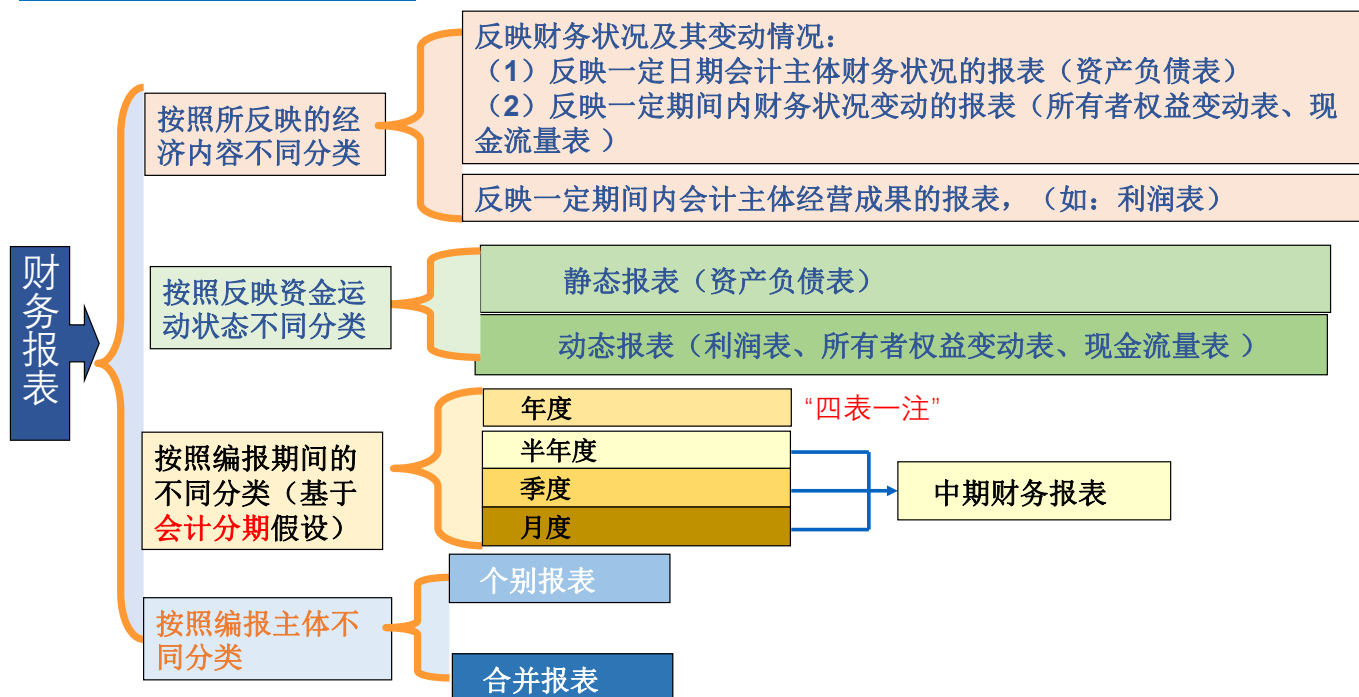 反映财务状况及其变动情况：
（1）反映一定日期会计主体财务状况的报表（资产负债表）
（2）反映一定期间内财务状况变动的报表（所有者权益变动表、现
金流量表 ）
按照所反映的经
济内容不同分类
反映一定期间内会计主体经营成果的报表，（如：利润表）
财务报表
按照反映资金运
动状态不同分类
静态报表（资产负债表）
动态报表（利润表、所有者权益变动表、现金流量表 ）
按照编报期间的
不同分类（基于
会计分期假设）
年度
“四表一注”
半年度
季度
月度
中期财务报表
按照编报主体不
同分类
个别报表
合并报表